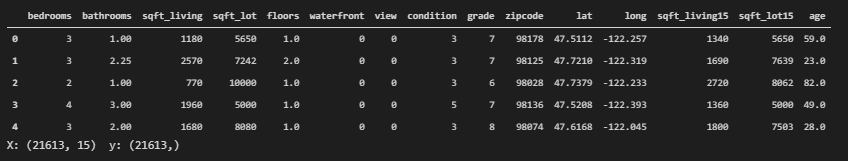 bedrooms bathrooms sqft_living sqft_lot floors waterfront view condition grade zipcode lat long sqft_living15 sqft_lot15 age
0 3 1.00 1180 5650 1.0 0 0 3 7 98178 47.5112 -122.257 1340 5650 59.0
1 3 2.25 2570 7242 2.0 0 0 3 7 98125 47.7210 -122.319 1690 7639 23.0
2 2 1.00 770 10000 1.0 0 0 3 6 98028 47.7379 -122.233 2720 8062 82.0
3 4 3.00 1960 5000 1.0 0 0 5 7 98136 47.5208 -122.393 1360 5000 49.0
4 3 2.00 1680 8080 1.0 0 0 3 8 98074 47.6168 -122.045 1800 7503 28.0
X: (21613, 15) y: (21613,)